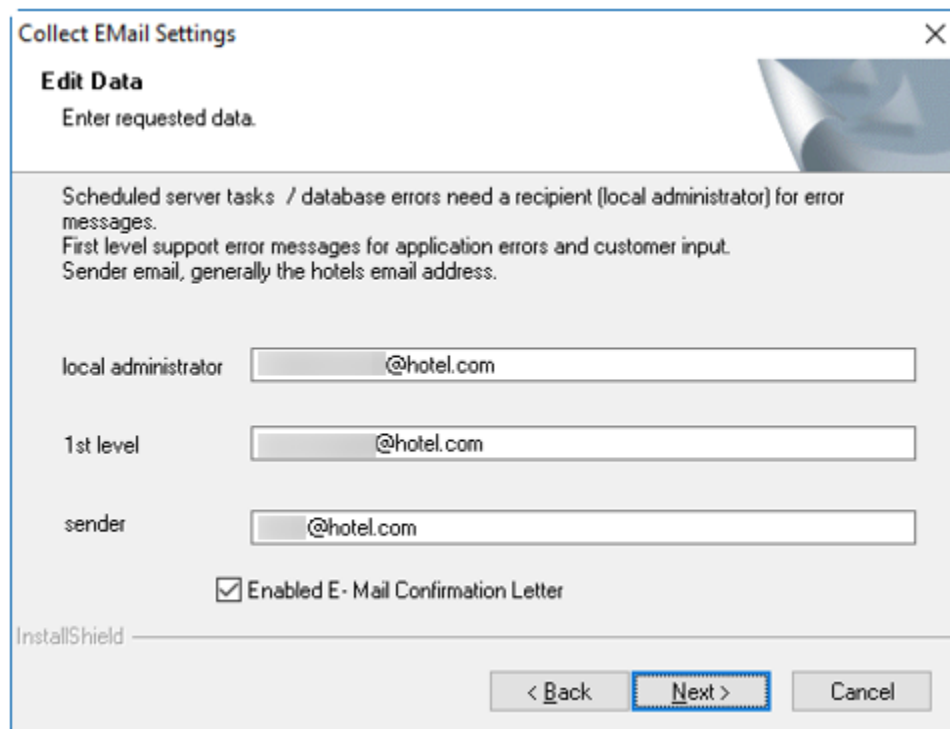 Collect EMail Settings
Edit Data
Enter requested data.
Scheduled server tasks / database errors need a recipient (local administrator) for error
messages.
First level support error messages for application errors and customer input.
Sender email, generally the hotels email address.
local administrator @hotel.com
1st level @hotel.com
sender @hotel.com
Enabled E- Mail Confirmation Letter
InstallShield
< Back Next > Cancel